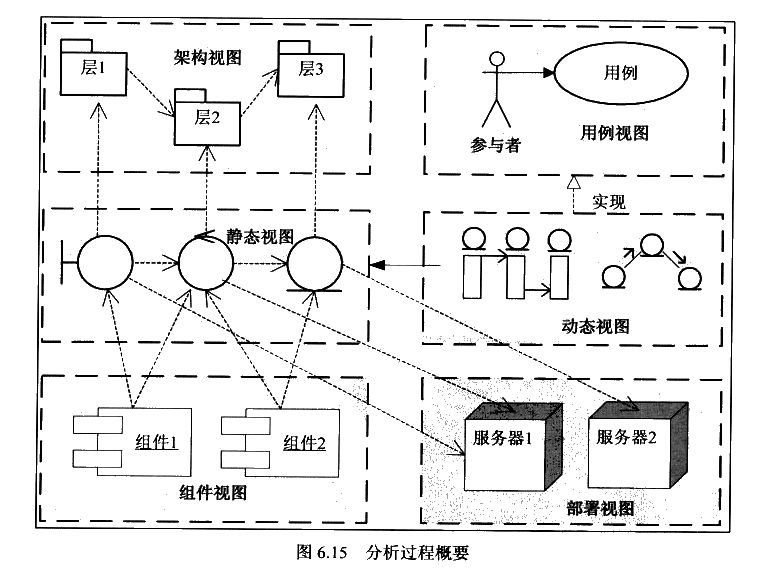 架构视图
层1
层2
层3
用例
参与者
用例视图
实现
静态视图
动态视图
组件1
组件2
组件视图
服务器1
服务器2
部署视图
图 6.15 分析过程概要